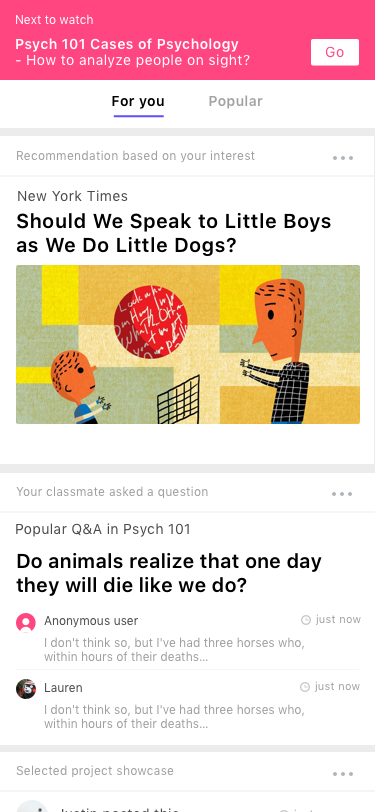 Next to watch
Psych 101 Cases of Psychology
- How to analyze people on sight?
Go
For you
Popular
Recommendation based on your interest
New York Times
Should We Speak to Little Boys
as We Do Little Dogs?
Your classmate asked a question
Popular Q&A in Psych 101
Do animals realize that one day
they will die like we do?
Anonymous user
just now
I don't think so, but I've had three horses who,
within hours of their deaths...
Lauren
just now
I don't think so, but I've had three horses who,
within hours of their deaths...
Selected project showcase